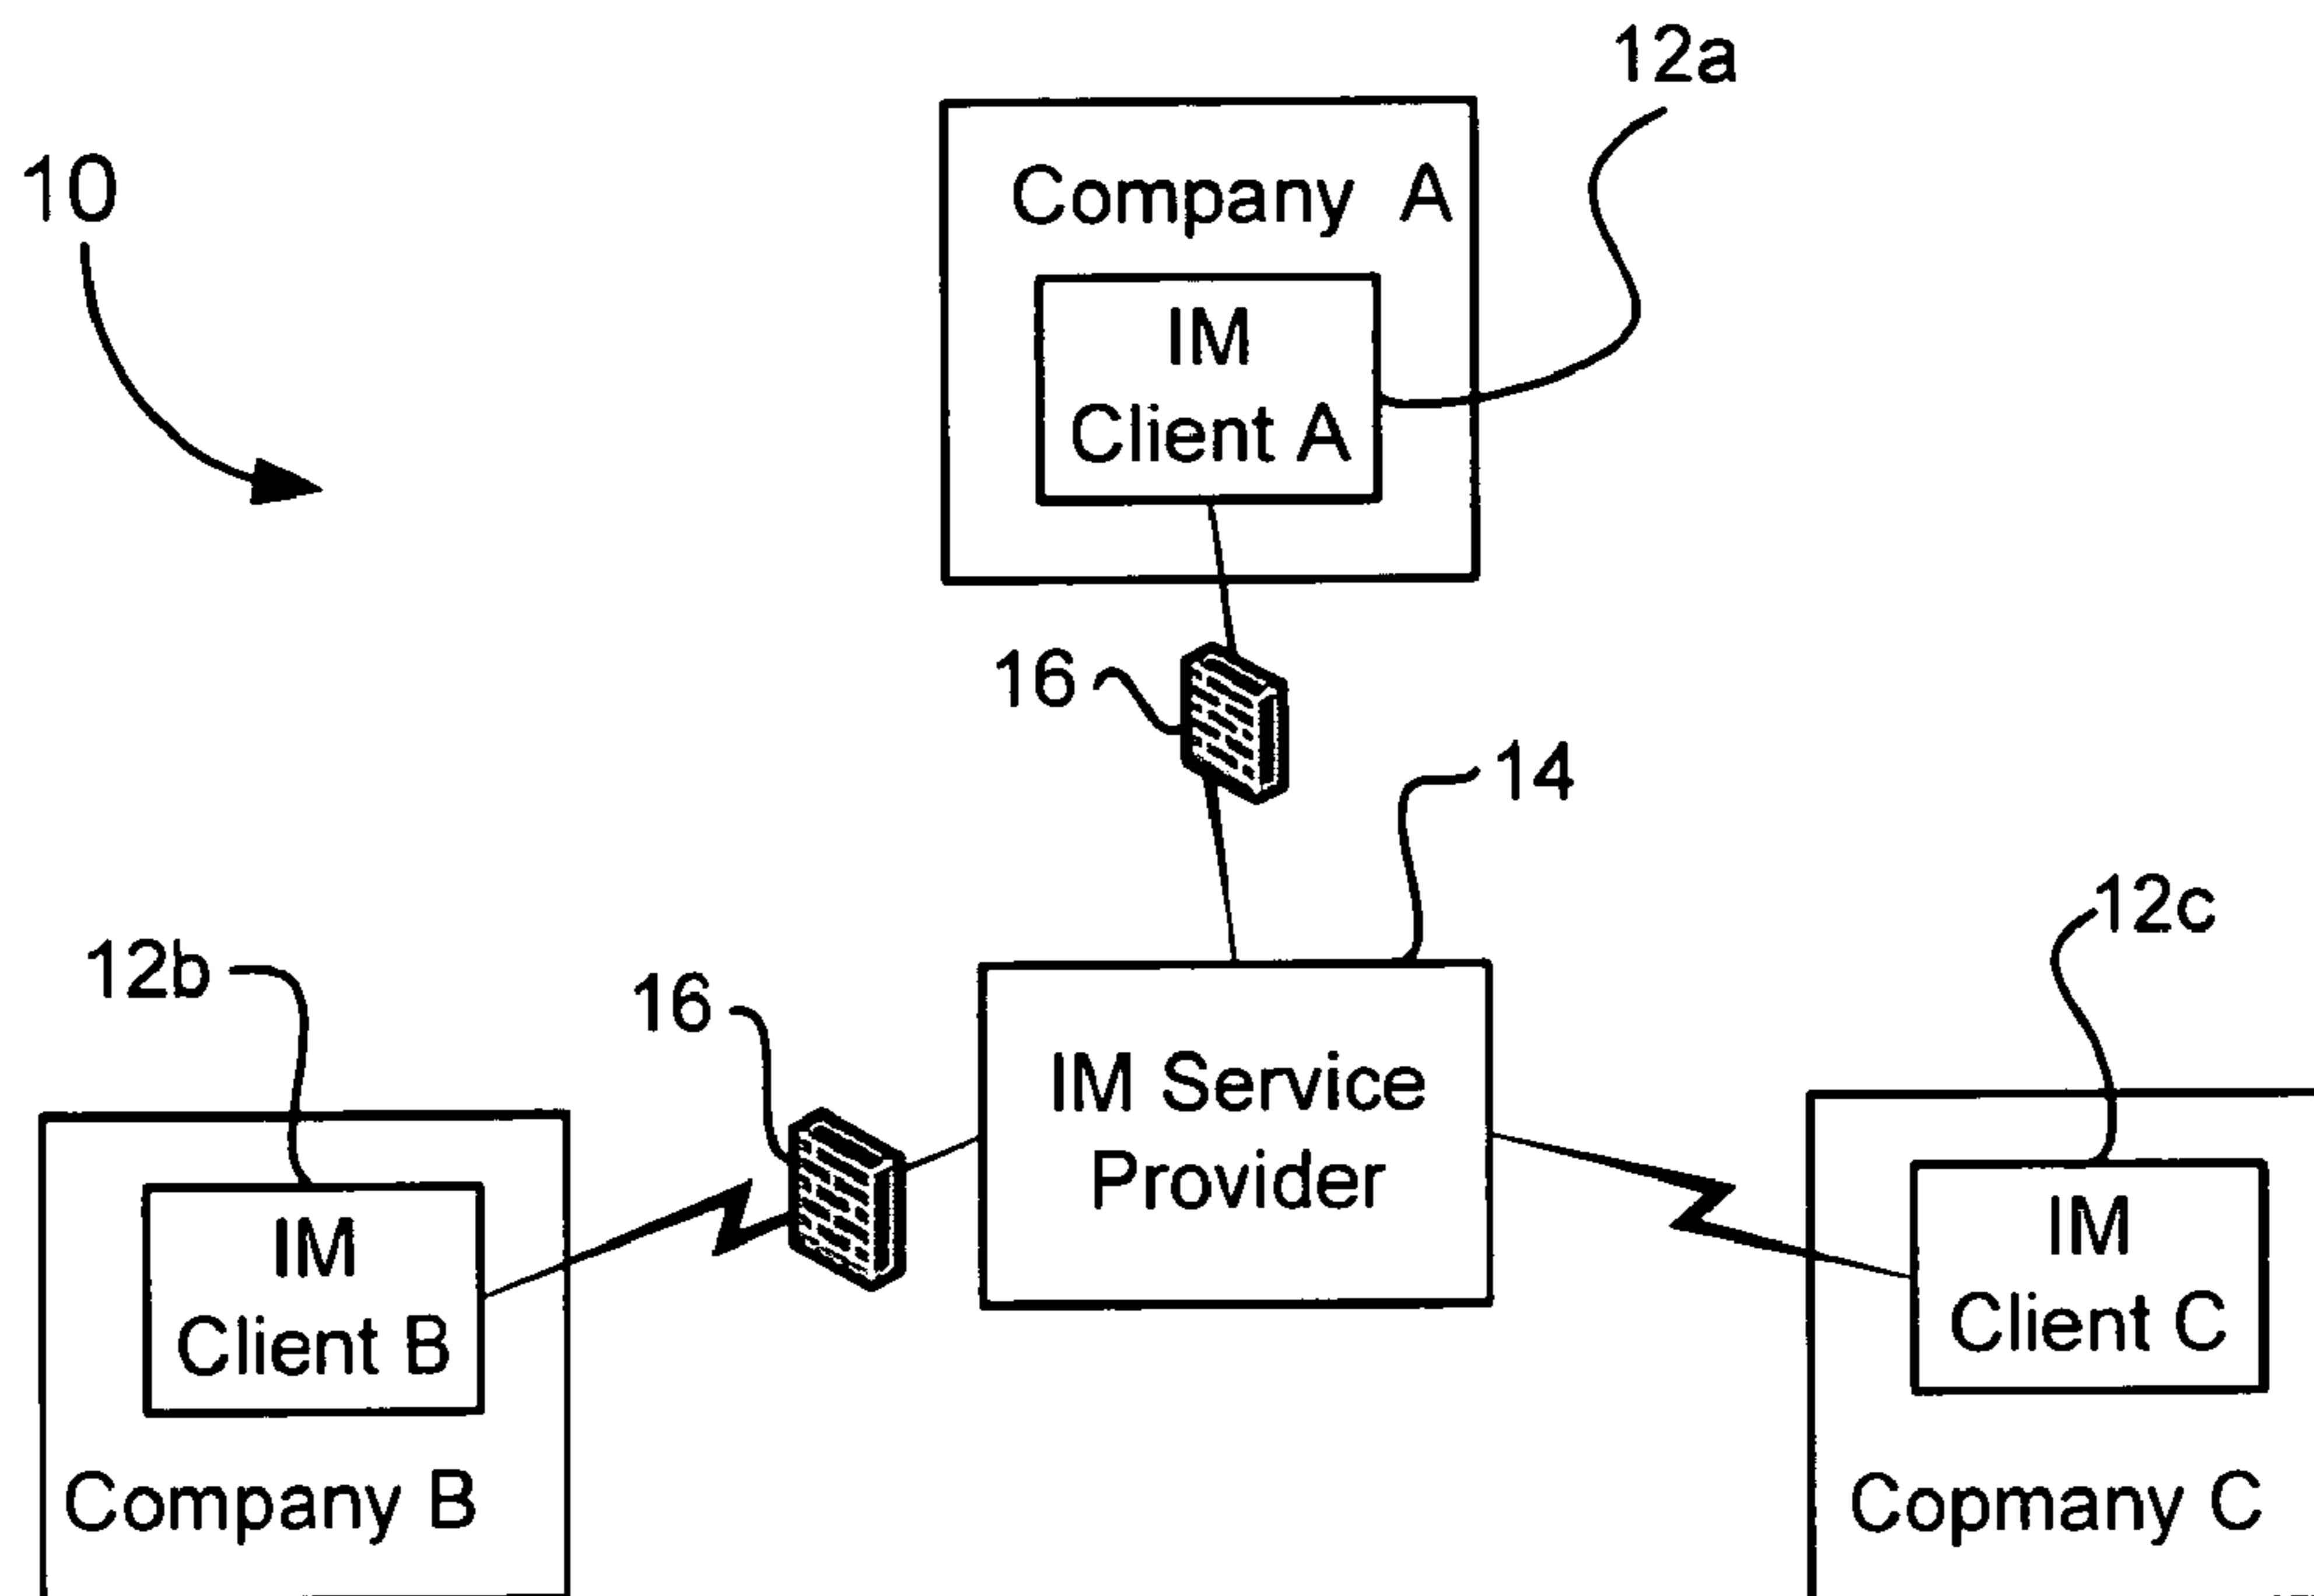 12a
10
Company A
IM
Client A
16
14
12c
12b
16
IM Service
Provider
IM
Client B
IM
Client C
Company B
Copmany C